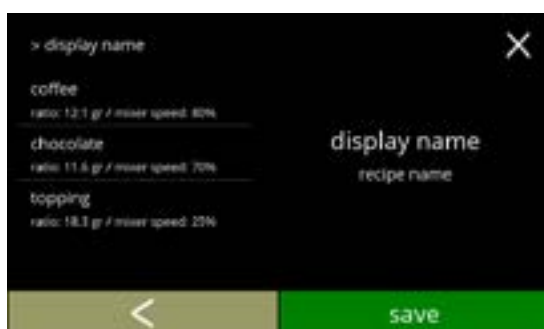 > display name
coffee
ratio: 12.1 gr / mixer speed: 80%
chocolate
ratio: 11.6 gr / mixer speed: 70%
topping
ratio: 18.3 gr / mixer speed: 25%
display name
recipe name
save